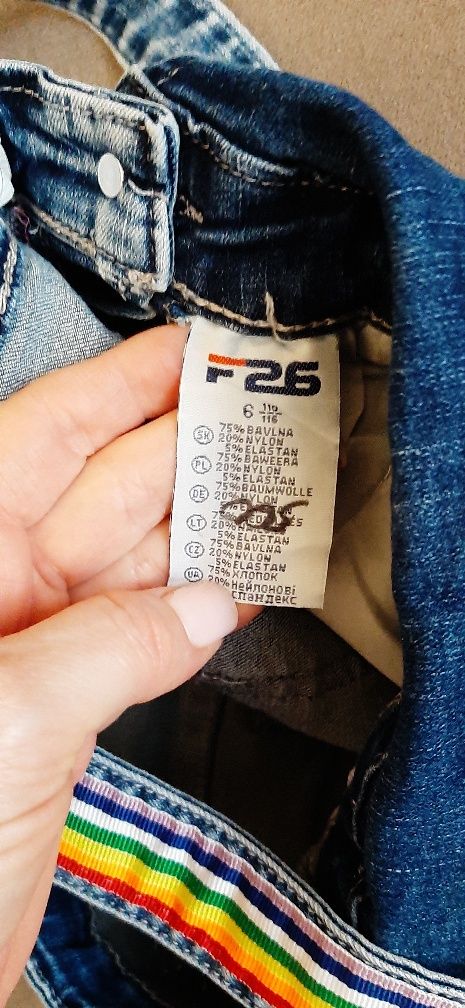 F26
6 110
116
SK 75% BAVLNA
20% NYLON
5% ELASTAN
PL 75% BAWEERA
20% NYLON
5% ELASTAN
DE 75% BAUMWOLLE
20% NYLON
LT
20%
5% ELASTAN
CZ 75% BAVLNA
20% NYLON
5% ELASTAN
UA 75% ХЛОПОК
20% нейлонові
спандекс